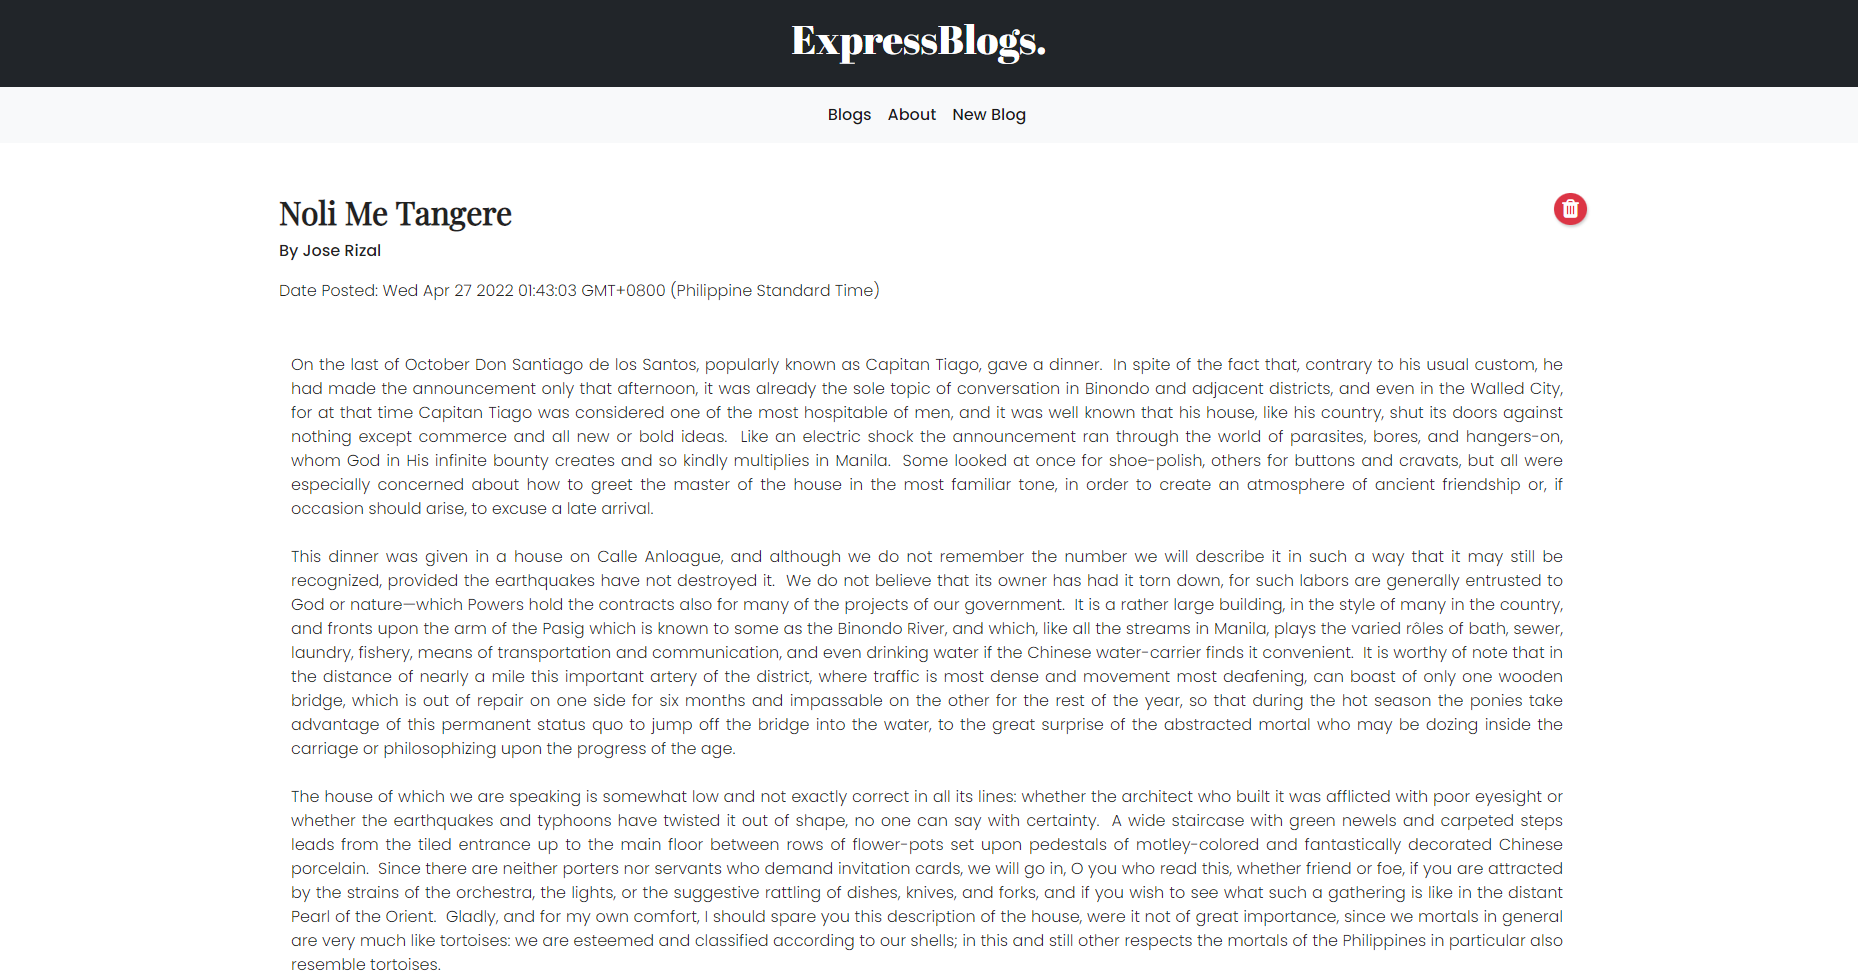 ExpressBlogs.
Blogs About New Blog
Noli Me Tangere
By Jose Rizal
Date Posted: Wed Apr 27 2022 01:43:03 GMT+0800 (Philippine Standard Time)
On the last of October Don Santiago de los Santos, popularly known as Capitan Tiago, gave a dinner. In spite of the fact that, contrary to his usual custom, he
had made the announcement only that afternoon, it was already the sole topic of conversation in Binondo and adjacent districts, and even in the Walled City,
for at that time Capitan Tiago was considered one of the most hospitable of men, and it was well known that his house, like his country, shut its doors against
nothing except commerce and all new or bold ideas. Like an electric shock the announcement ran through the world of parasites, bores, and hangers-on,
whom God in His infinite bounty creates and so kindly multiplies in Manila. Some looked at once for shoe-polish, others for buttons and cravats, but all were
especially concerned about how to greet the master of the house in the most familiar tone, in order to create an atmosphere of ancient friendship or, if
occasion should arise, to excuse a late arrival.
This dinner was given in a house on Calle Anloague, and although we do not remember the number we will describe it in such a way that it may still be
recognized, provided the earthquakes have not destroyed it. We do not believe that its owner has had it torn down, for such labors are generally entrusted to
God or nature—which Powers hold the contracts also for many of the projects of our government. It is a rather large building, in the style of many in the country,
and fronts upon the arm of the Pasig which is known to some as the Binondo River, and which, like all the streams in Manila, plays the varied rôles of bath, sewer,
laundry, fishery, means of transportation and communication, and even drinking water if the Chinese water-carrier finds it convenient. It is worthy of note that in
the distance of nearly a mile this important artery of the district, where traffic is most dense and movement most deafening, can boast of only one wooden
bridge, which is out of repair on one side for six months and impassable on the other for the rest of the year, so that during the hot season the ponies take
advantage of this permanent status quo to jump off the bridge into the water, to the great surprise of the abstracted mortal who may be dozing inside the
carriage or philosophizing upon the progress of the age.
The house of which we are speaking is somewhat low and not exactly correct in all its lines: whether the architect who built it was afflicted with poor eyesight or
whether the earthquakes and typhoons have twisted it out of shape, no one can say with certainty. A wide staircase with green newels and carpeted steps
leads from the tiled entrance up to the main floor between rows of flower-pots set upon pedestals of motley-colored and fantastically decorated Chinese
porcelain. Since there are neither porters nor servants who demand invitation cards, we will go in, O you who read this, whether friend or foe, if you are attracted
by the strains of the orchestra, the lights, or the suggestive rattling of dishes, knives, and forks, and if you wish to see what such a gathering is like in the distant
Pearl of the Orient. Gladly, and for my own comfort, I should spare you this description of the house, were it not of great importance, since we mortals in general
are very much like tortoises: we are esteemed and classified according to our shells; in this and still other respects the mortals of the Philippines in particular also
resemble tortoises.